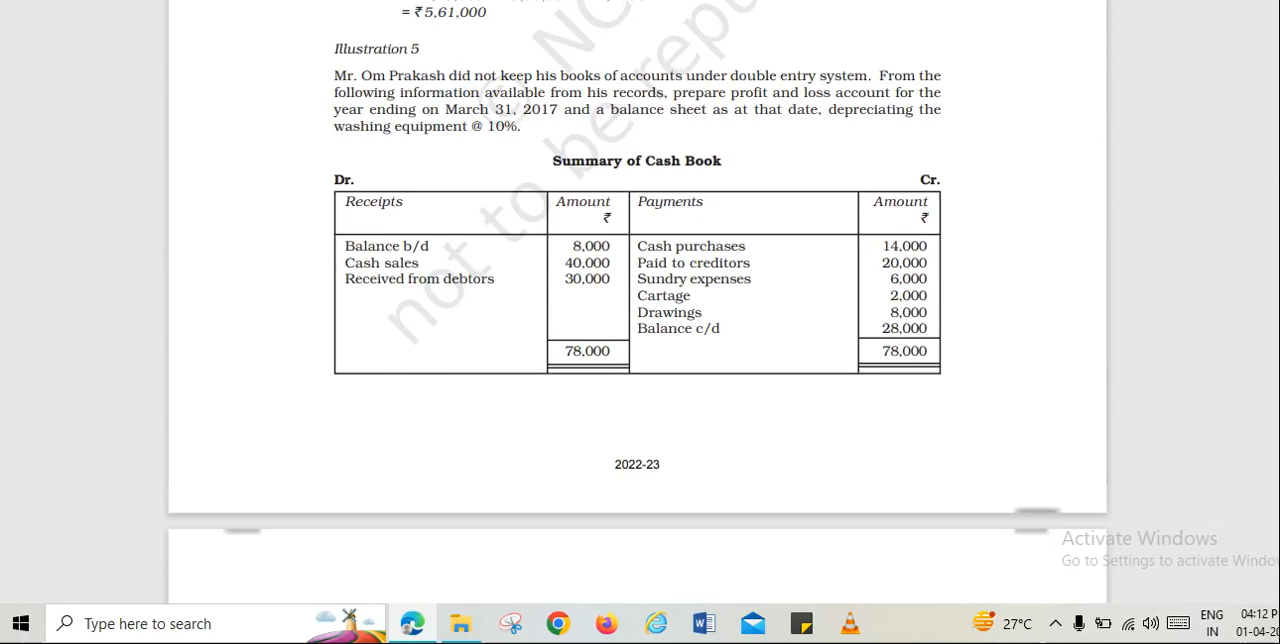 = ₹ 5,61,000
Illustration 5
Mr. Om Prakash did not keep his books of accounts under double entry system. From the
following information available from his records, prepare profit and loss account for the
year ending on March 31, 2017 and a balance sheet as at that date, depreciating the
washing equipment @ 10%.
Summary of Cash Book
Dr. Cr.
Receipts Amount Payments Amount
₹ ₹
Balance b/d 8,000 Cash purchases 14,000
Cash sales 40,000 Paid to creditors 20,000
Received from debtors 30,000 Sundry expenses 6,000
Cartage 2,000
Drawings 8,000
Balance c/d 28,000
78,000 78,000
not to be repu
© NC
2022-23
Activate Windows
Go to Settings to activate Windo
Type here to search
27°C
ENG
IN
04:12 P
01-04-2